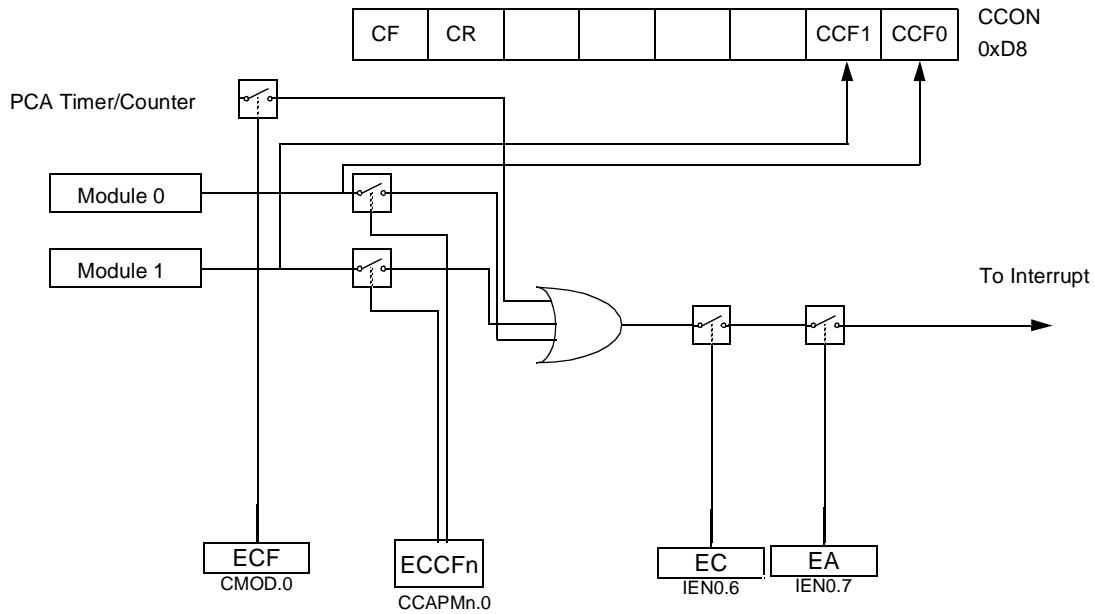 CF CR CCF1 CCF0 CCON
0xD8
PCA Timer/Counter
Module 0
Module 1
To Interrupt
ECF
CMOD.0
ECCFn
CCAPMn.0
EC
IEN0.6
EA
IEN0.7